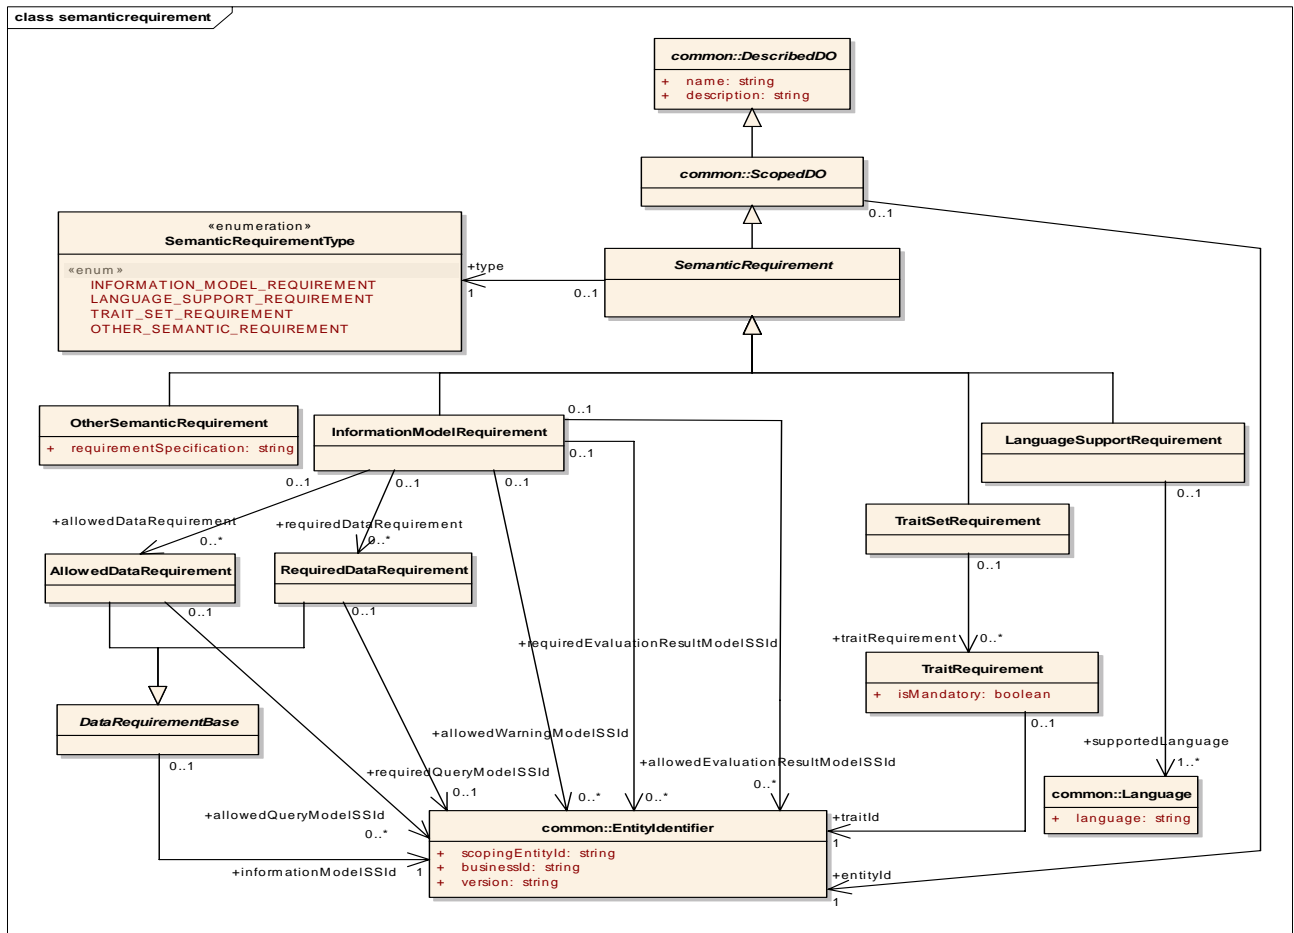 class semanticrequirement
common::DescribedDO
+ name: string
+ description: string
common::ScopedDO
0..1
«enumeration»
SemanticRequirementType
«enum»
INFORMATION_MODEL_REQUIREMENT
LANGUAGE_SUPPORT_REQUIREMENT
TRAIT_SET_REQUIREMENT
OTHER_SEMANTIC_REQUIREMENT
+type
1
0..1
SemanticRequirement
OtherSemanticRequirement
+ requirementSpecification: string
InformationModelRequirement
0..1
0..1
LanguageSupportRequirement
0..1
0..1
0..1
0..1
+allowedDataRequirement
0..*
+requiredDataRequirement
0..*
TraitSetRequirement
0..1
AllowedDataRequirement
0..1
RequiredDataRequirement
0..1
+requiredEvaluationResultModelSSId
+traitRequirement
0..*
TraitRequirement
+ isMandatory: boolean
0..1
DataRequirementBase
0..1
+allowedWarningModelSSId
+supportedLanguage
1..*
+requiredQueryModelSSId
0..1
+allowedEvaluationResultModelSSId
0..*
0..*
0..*
+allowedQueryModelSSId
0..*
common::Language
+ language: string
common::EntityIdentifier
+ scopingEntityId: string
+ businessId: string
+ version: string
+traitId
1
+informationModelSSId
1
+entityId
1